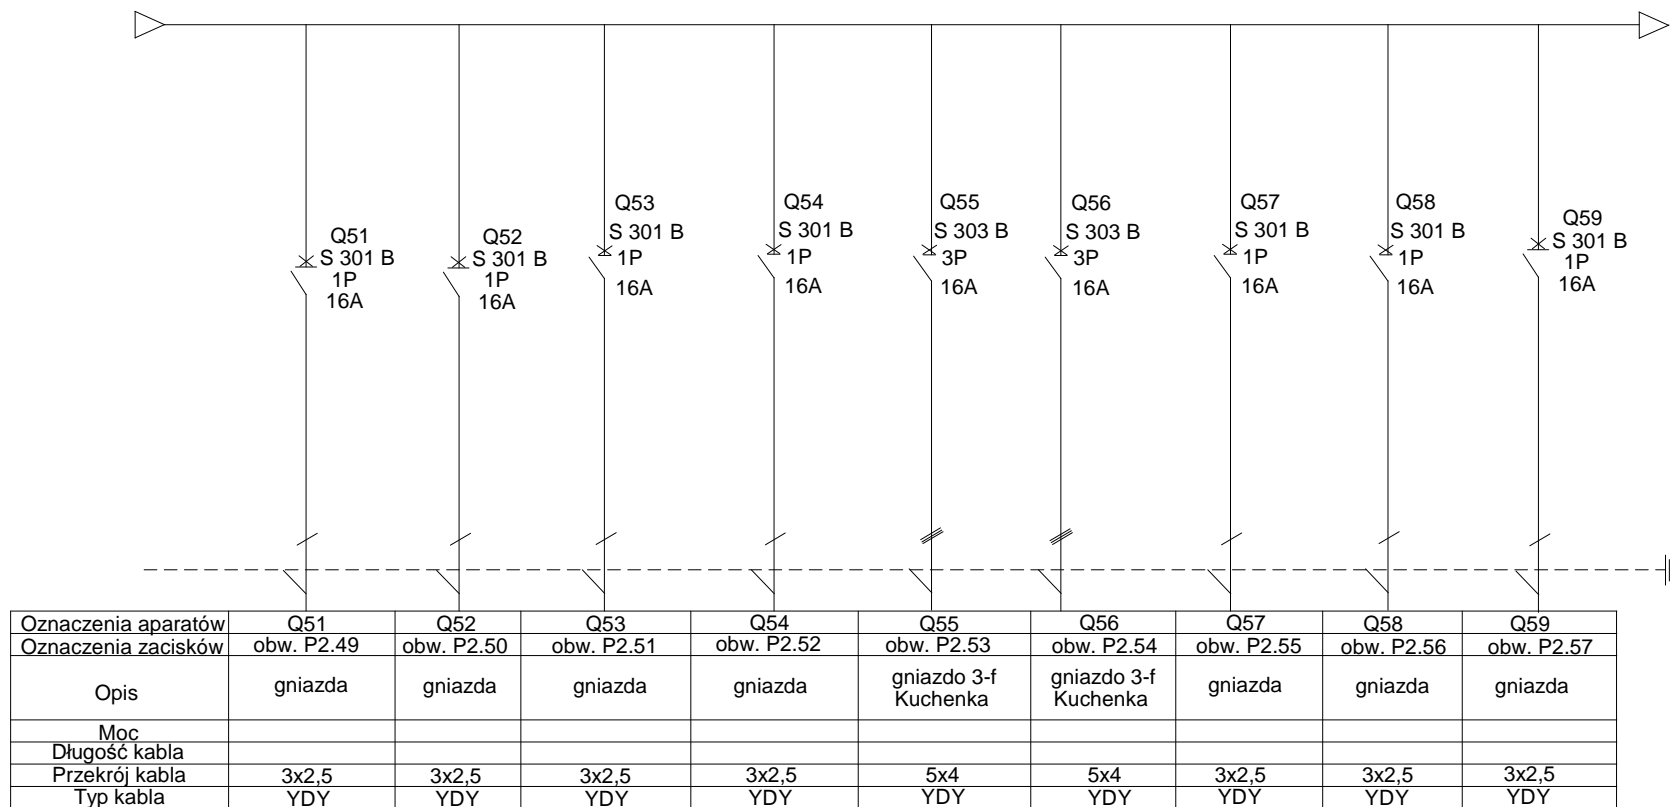 Q51
S 301 B
1P
16A
Q52
S 301 B
1P
16A
Q53
S 301 B
1P
16A
Q54
S 301 B
1P
16A
Q55
S 303 B
3P
16A
Q56
S 303 B
3P
16A
Q57
S 301 B
1P
16A
Q58
S 301 B
1P
16A
Q59
S 301 B
1P
16A
Oznaczenia aparatów Q51 Q52 Q53 Q54 Q55 Q56 Q57 Q58 Q59
Oznaczenia zacisków obw. P2.49 obw. P2.50 obw. P2.51 obw. P2.52 obw. P2.53 obw. P2.54 obw. P2.55 obw. P2.56 obw. P2.57
Opis gniazda gniazda gniazda gniazda gniazdo 3-f Kuchenka gniazdo 3-f Kuchenka gniazda gniazda gniazda
Moc
Długość kabla
Przekrój kabla 3x2,5 3x2,5 3x2,5 3x2,5 5x4 5x4 3x2,5 3x2,5 3x2,5
Typ kabla YDY YDY YDY YDY YDY YDY YDY YDY YDY